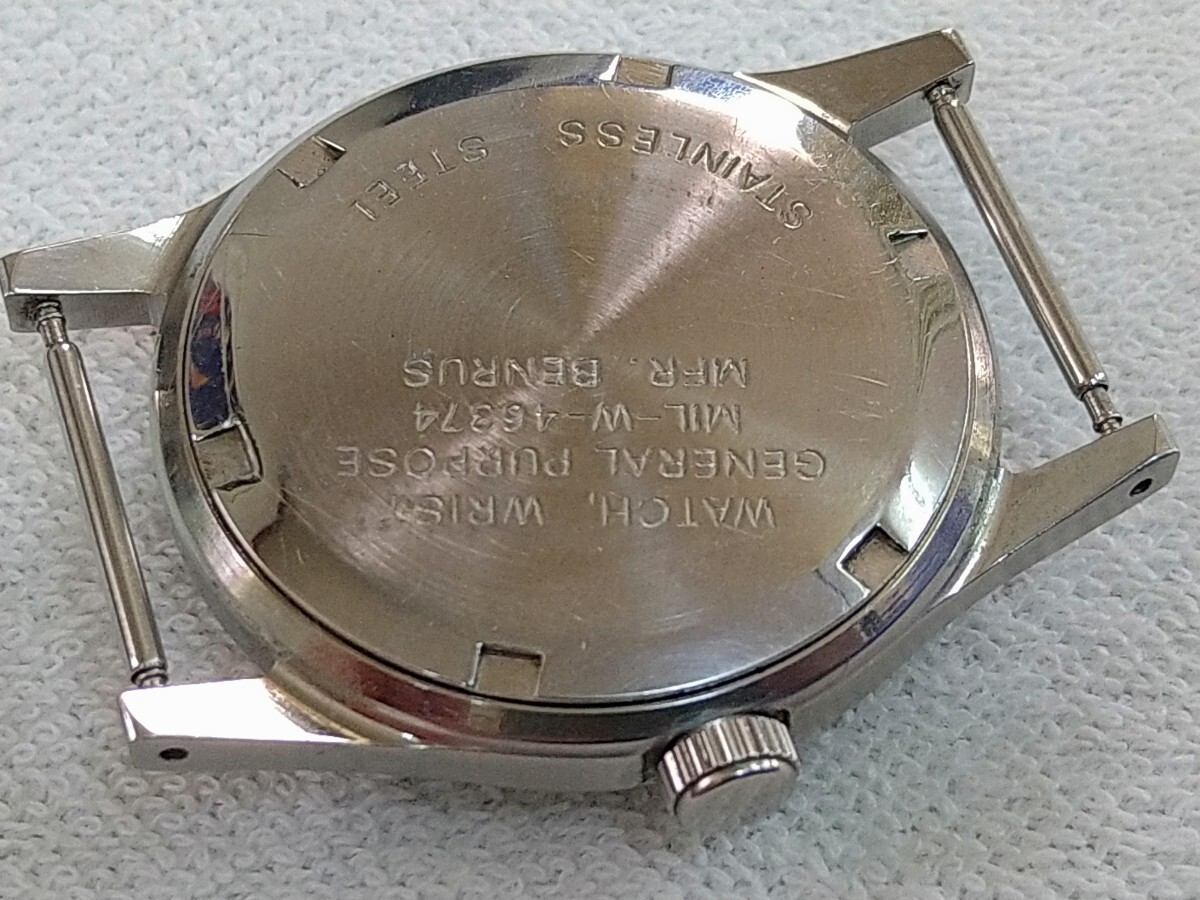 WATCH, WRIST
GENERAL PURPOSE
MIL-W-46374
MFR. BENRUS
STAINLESS STEEL